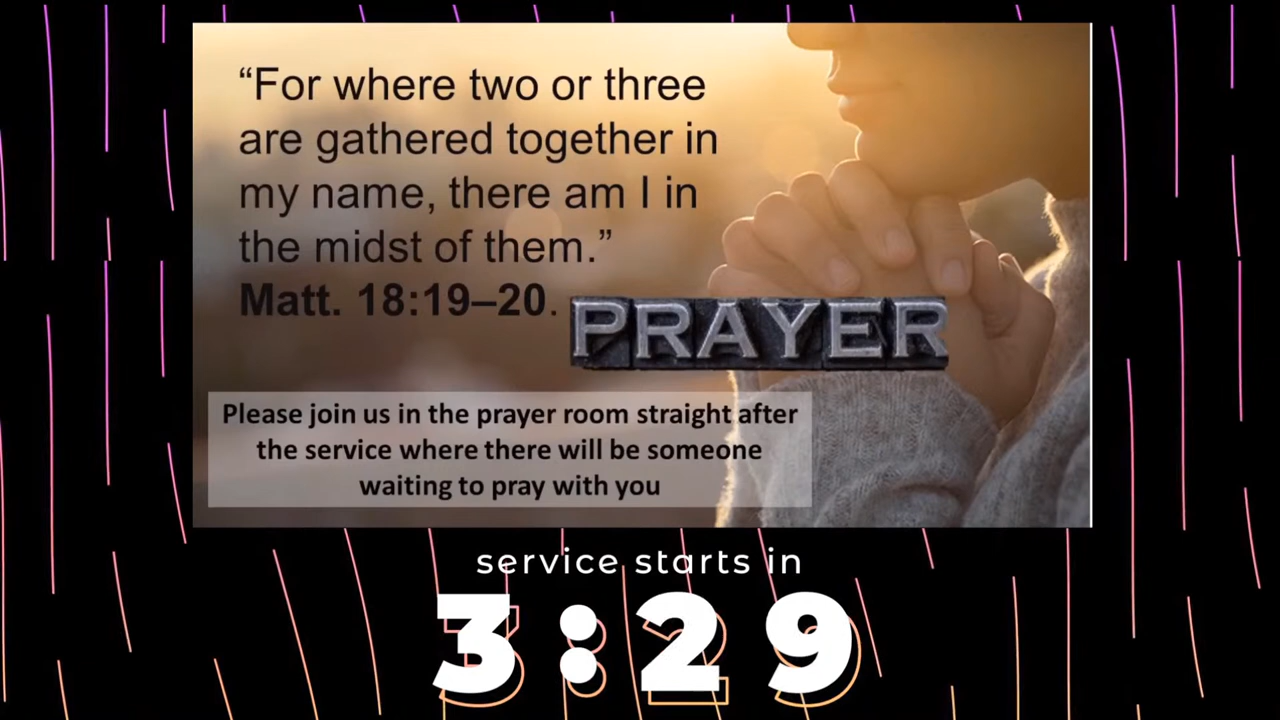 “For where two or three
are gathered together in
my name, there am I in
the midst of them.”
Matt. 18:19–20.
PRAYER
Please join us in the prayer room straight after
the service where there will be someone
waiting to pray with you
service starts in
3:29